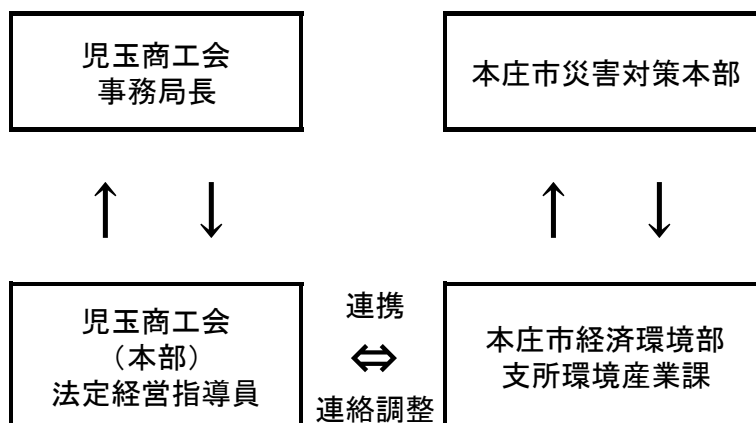 児玉商工会
事務局長
本庄市災害対策本部
↑ ↓
↑ ↓
児玉商工会
（本部）
法定経営指導員
連携
⇔
連絡調整
本庄市経済環境部
支所環境産業課